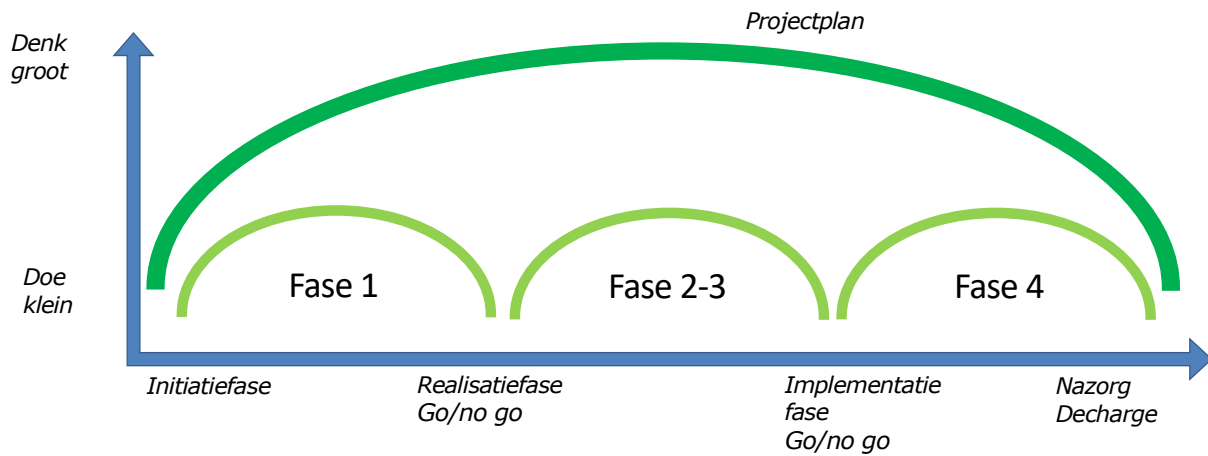 Projectplan
Denk
groot
Doe
klein
Fase 1
Fase 2-3
Fase 4
Initiatiefase
Realisatiefase
Go/no go
Implementatie
fase
Go/no go
Nazorg
Decharge